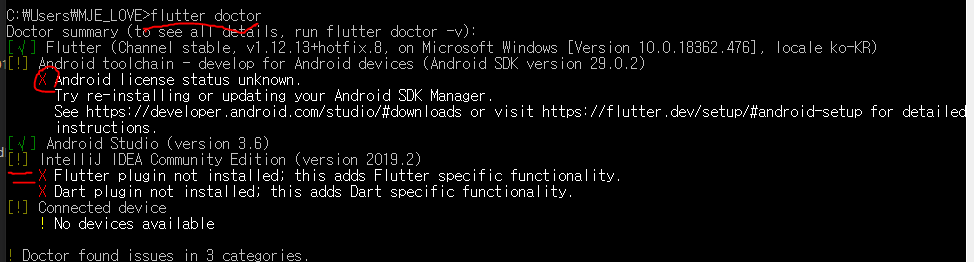 C:₩Users₩MJE_LOVE>flutter doctor
Doctor summary (to see all details, run flutter doctor -v):
[√] Flutter (Channel stable, v1.12.13+hotfix.8, on Microsoft Windows [Version 10.0.18362.476], locale ko-KR)
[!] Android toolchain - develop for Android devices (Android SDK version 29.0.2)
X Android license status unknown.
Try re-installing or updating your Android SDK Manager.
See https://developer.android.com/studio/#downloads or visit https://flutter.dev/setup/#android-setup for detailed
instructions.
[√] Android Studio (version 3.6)
[!] IntelliJ IDEA Community Edition (version 2019.2)
X Flutter plugin not installed; this adds Flutter specific functionality.
X Dart plugin not installed; this adds Dart specific functionality.
[!] Connected device
! No devices available
! Doctor found issues in 3 categories.